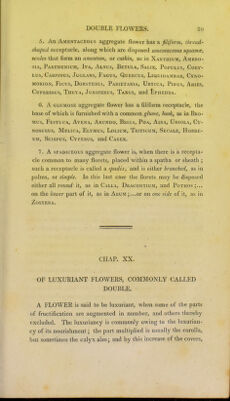 DOUBLE FLOWERS. 59
5. An Amentaceous aggregate flower has a filiform, thread-
shaped receptacle, along which are disposed amentaceous squamæ,
scales that form an amentum, or catkin, as in Xanthium, Ambro-
sia, Parthenium, Iva, Alnus, Betula, Salix, Populus, Cory-
lus, Carpinus, Juglans, Fagus, Quercus, Liquidambar, Cyno-
morion, Ficus, Dorstenia, Parietaria, Urtica, Pinus, Abies,
Cupressus, Thuya, Juniperus, Taxus, and Ephedra.
6. A glumose aggregate flower has a filiform receptacle, the
base of which is furnished with a common glume, husk, as in Bro-
mus, Festuca, Avena, Arundo, Briza, Poa, Aira, Uniola, Cy-
nosurus, Melica, Elymus, Lolium, Triticum, Secale, Horde-
um, Scirpus, Cyperus, and Carex.
7. A spadiceous aggregate flower is, when there is a recepta-
cle common to many florets, placed within a spatha or sheath;
such a receptacle is called a spadix, and is either branched, as in
palms, or simple. In this last case the florets may be disposed
either all round it, as in Calla, Dracontium, and Pothos;...
on the lower part of it, as in Arum;...or on one side of it, as in
Zostera.
CHAP. XX.
OF LUXURIANT FLOWERS, COMMONLY CALLED
DOUBLE.
A FLOWER is said to be luxuriant, when some of the parts
of fructification are augmented in number, and others thereby
excluded. The luxuriancy is commonly owing to the luxurian-
cy of its nourishment; the part multiplied is usually the corolla,
but sometimes the calyx also; and by this increase of the covers,